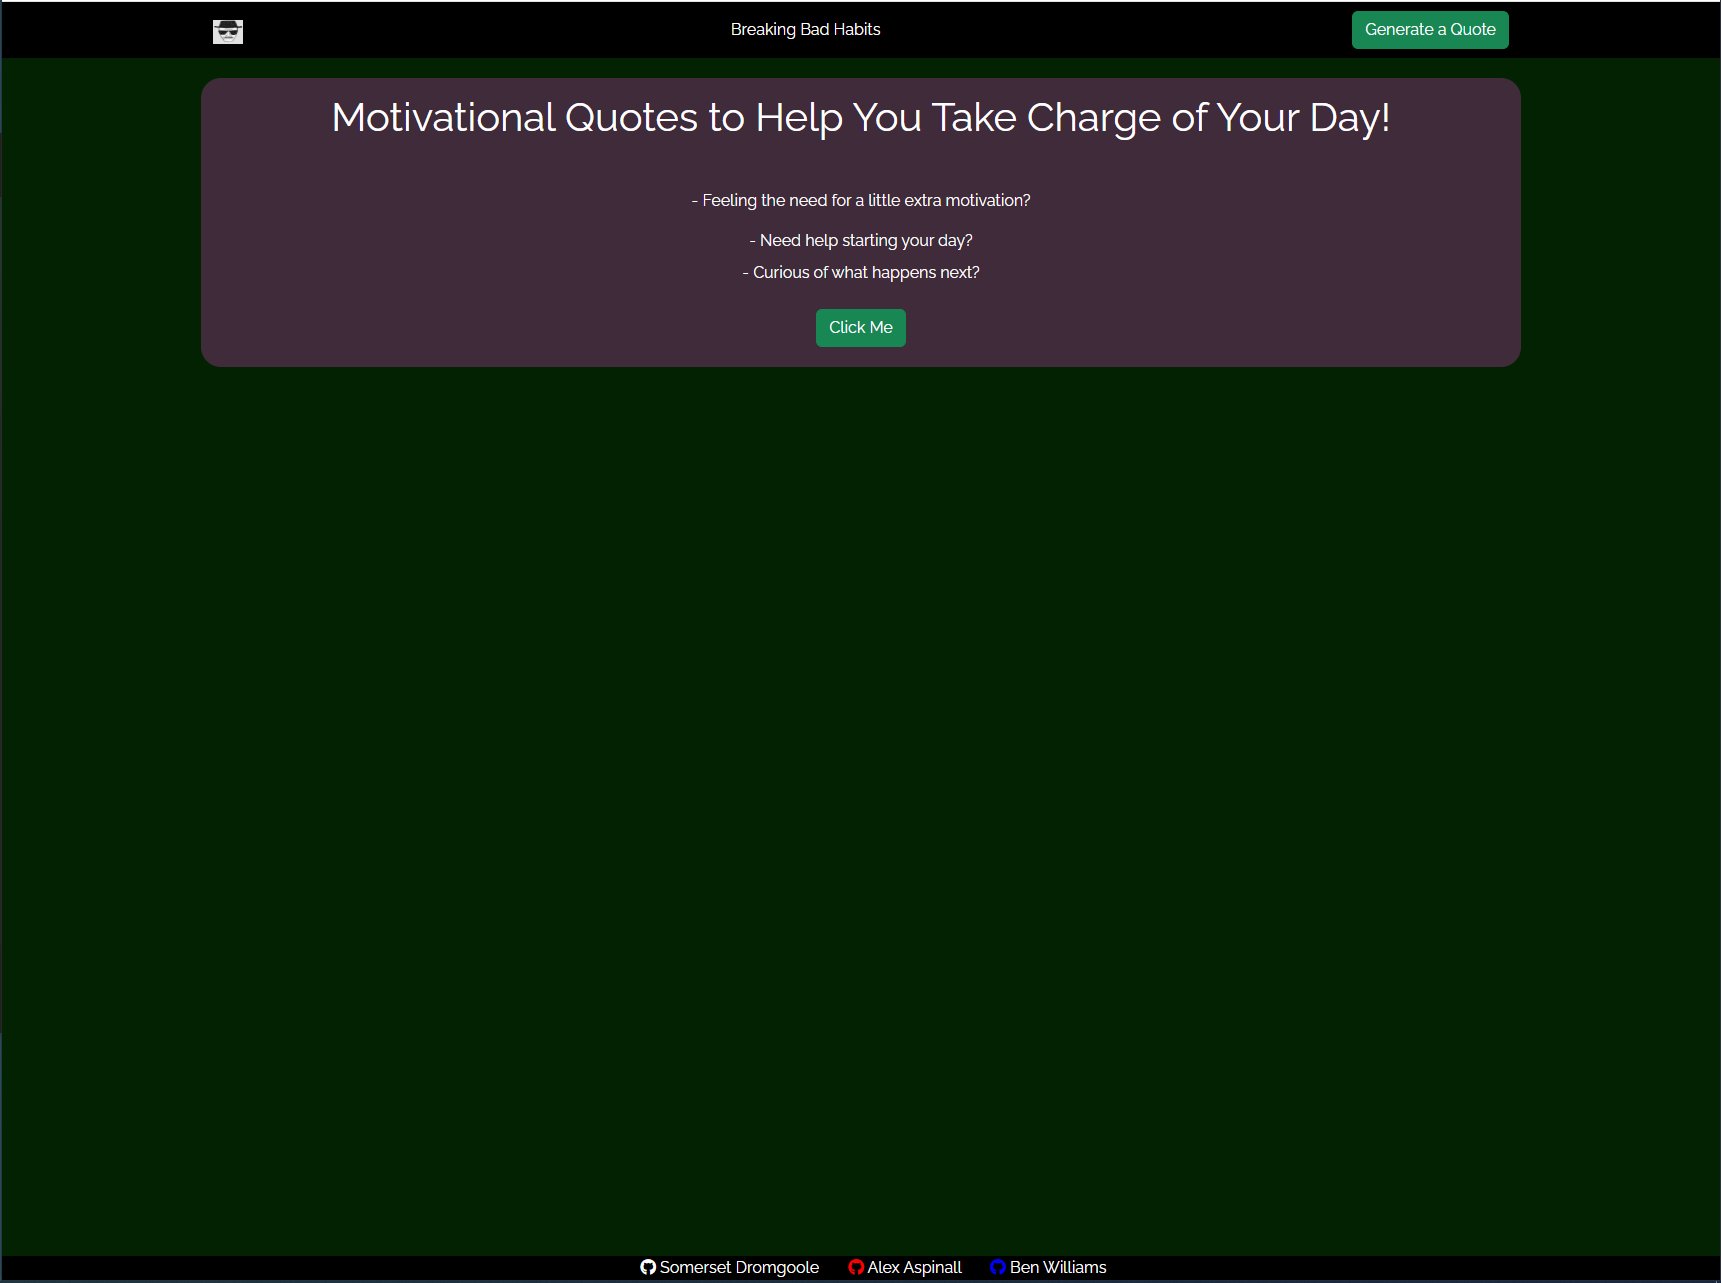 Breaking Bad Habits
Generate a Quote
Motivational Quotes to Help You Take Charge of Your Day!
- Feeling the need for a little extra motivation?
- Need help starting your day?
- Curious of what happens next?
Click Me
Somerset Dromgoole Alex Aspinall Ben Williams